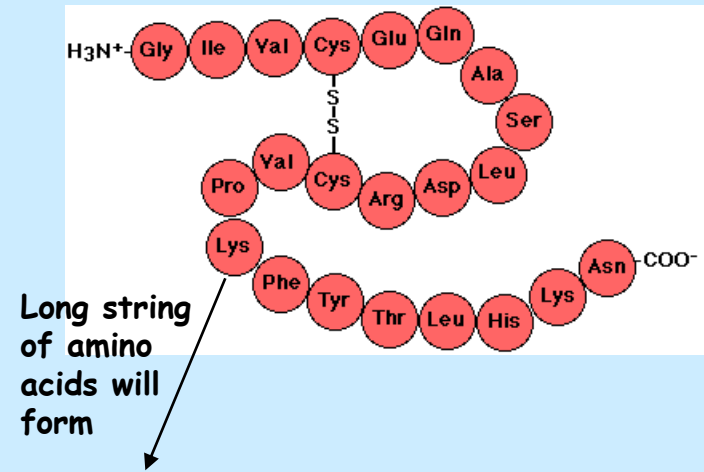 H3N+ Gly Ile Val Cys Glu Gln
Ala
Ser
Leu
Asp
Arg
Cys
S
S
Val
Pro
Lys
Phe
Tyr
Thr
Leu
His
Lys
Asn
COO-
Long string
of amino
acids will
form